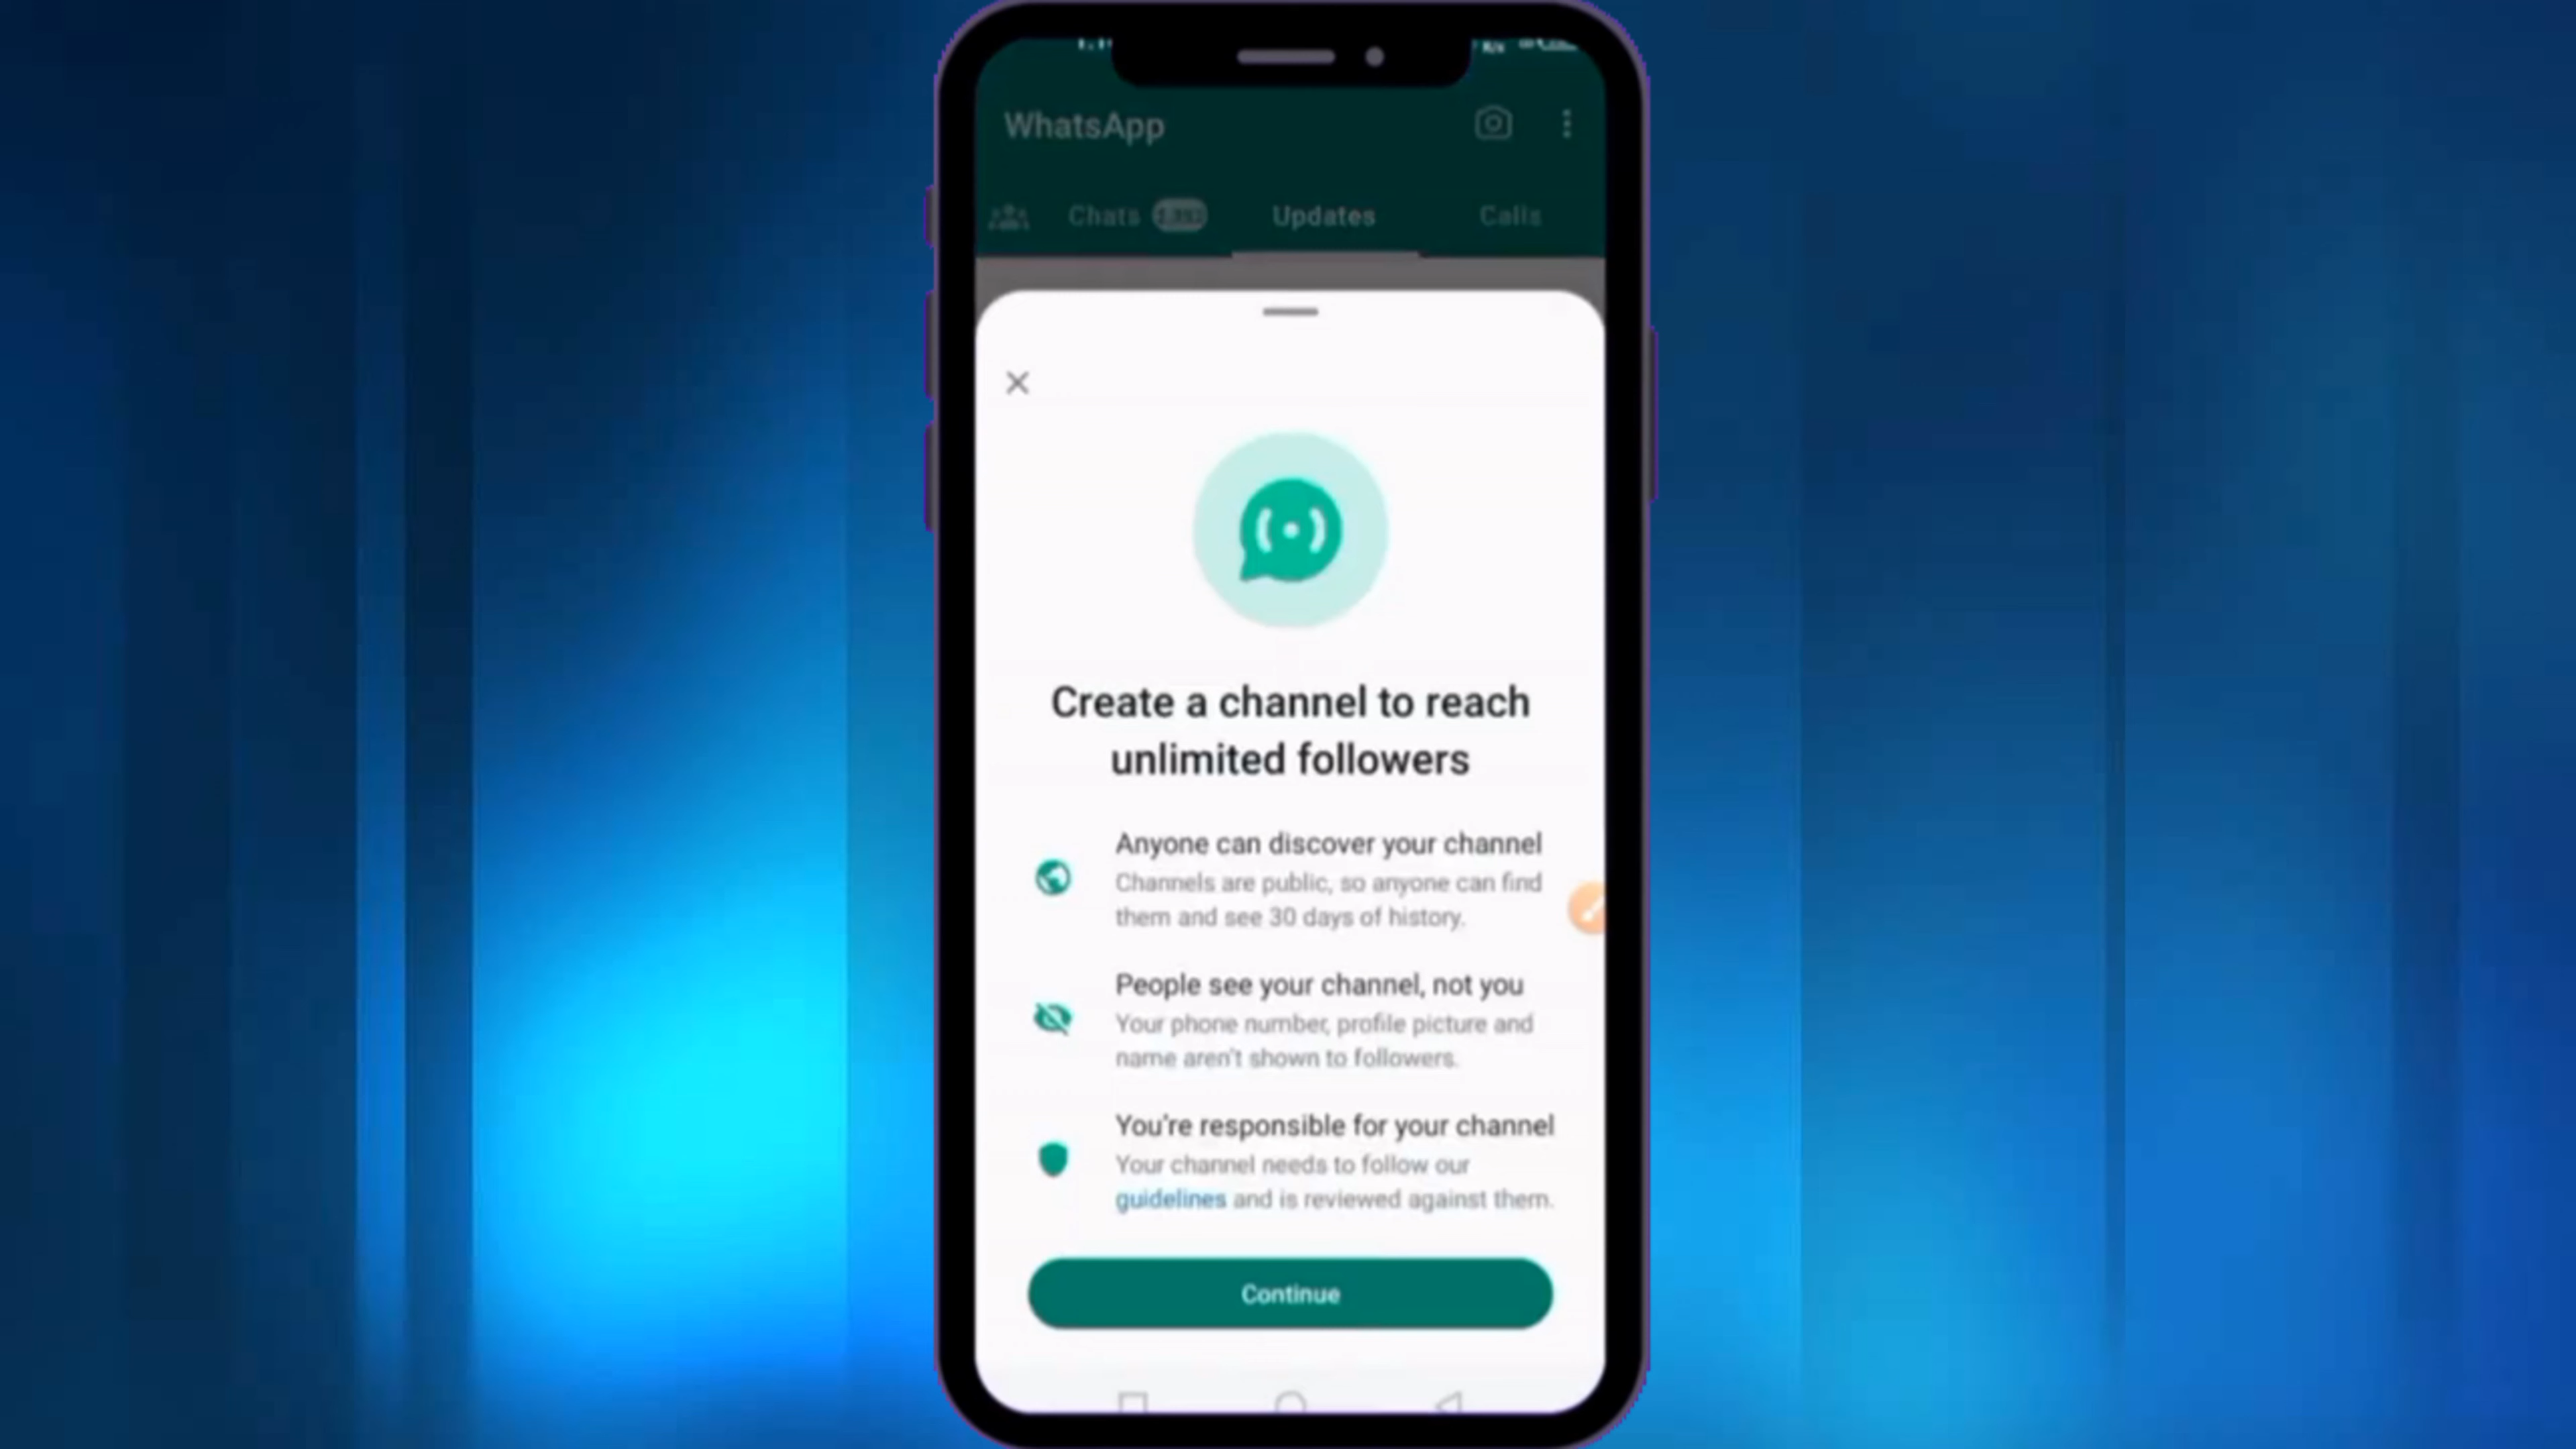 WhatsApp
Chats
Updates
Calls
Create a channel to reach
unlimited followers
Anyone can discover your channel
Channels are public, so anyone can find
them and see 30 days of history.
People see your channel, not you
Your phone number, profile picture and
name aren't shown to followers.
You're responsible for your channel
Your channel needs to follow our
guidelines and is reviewed against them.
Continue